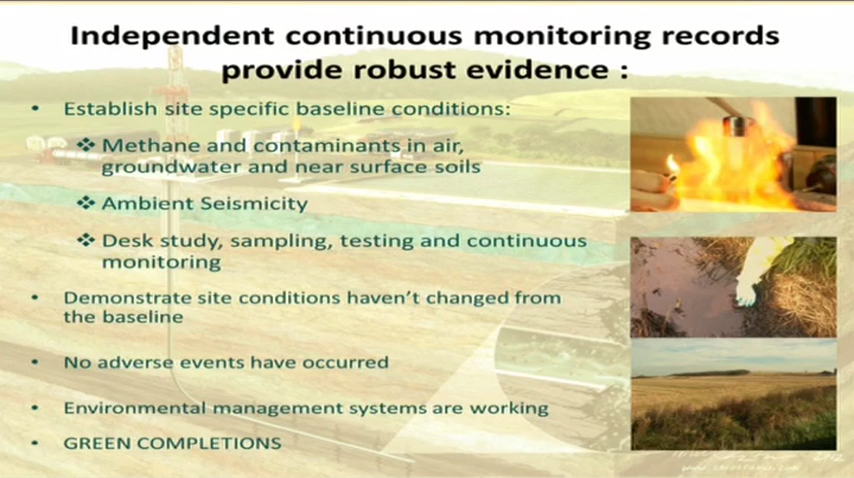 Independent continuous monitoring records
provide robust evidence :
• Establish site specific baseline conditions:
❖ Methane and contaminants in air,
groundwater and near surface soils
❖ Ambient Seismicity
❖ Desk study, sampling, testing and continuous
monitoring
• Demonstrate site conditions haven't changed from
the baseline
• No adverse events have occurred
• Environmental management systems are working
• GREEN COMPLETIONS